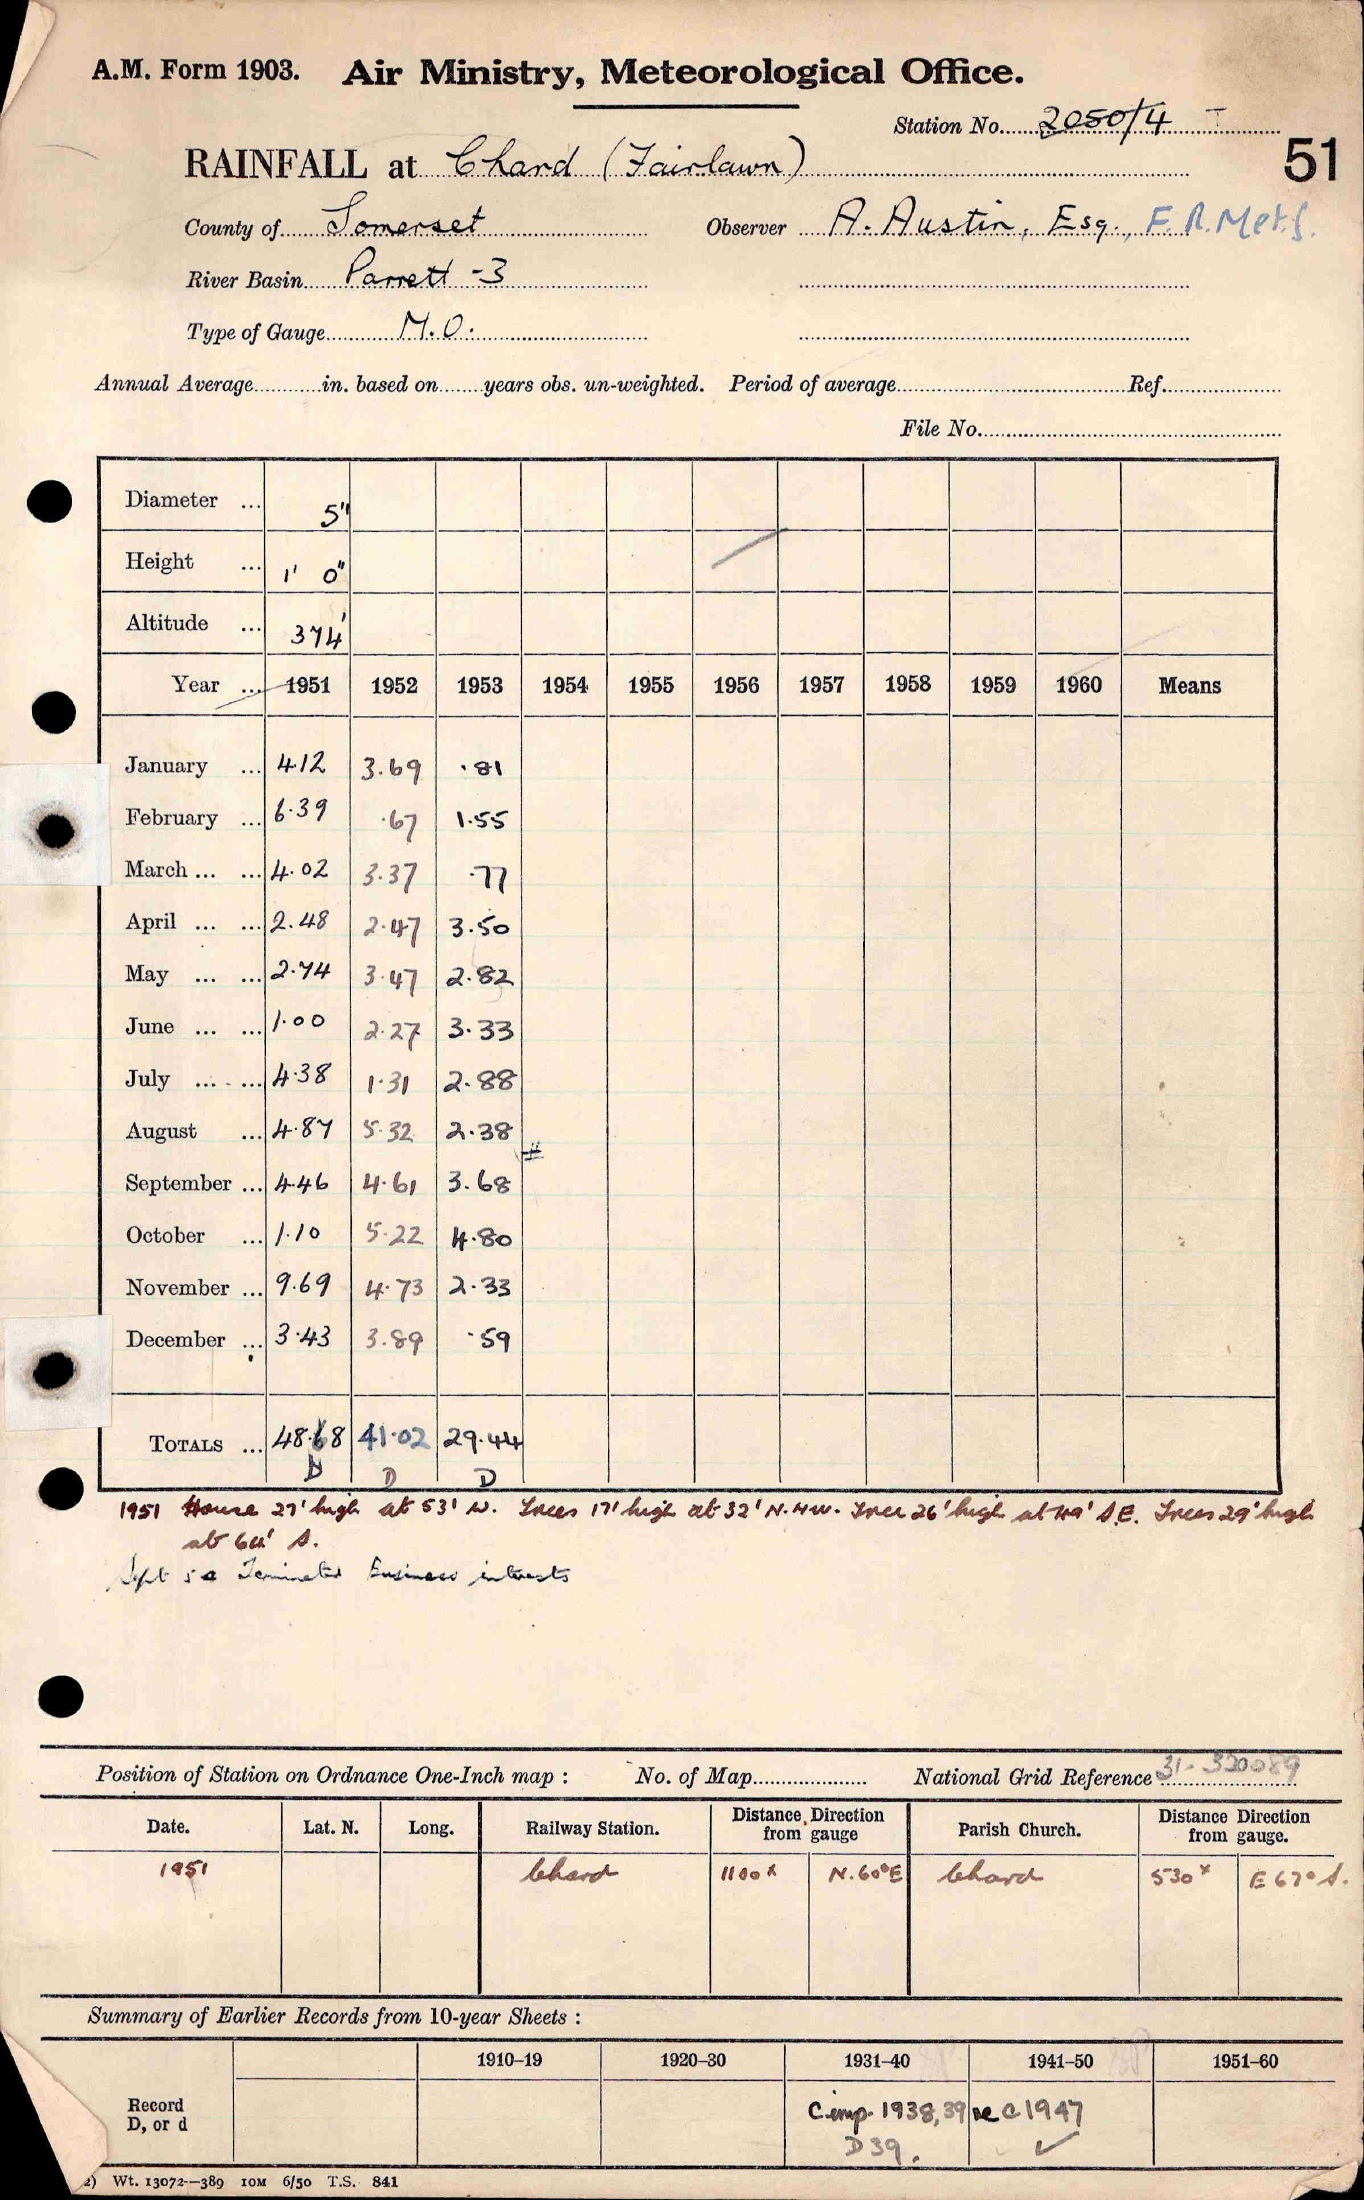 A.M. Form 1903. Air Ministry, Meteorological Office.
Station No. 2050/4 T
51
RAINFALL at Chard (Fairlawn)
County of Somerset Observer A. Austin, Esq., F.R.Met.S.
River Basin Parrett -3
Type of Gauge M.O.
Annual Average in. based on years obs. un-weighted. Period of average Ref.
File No.
Diameter ... 5"
Height ... 1' 0"
Altitude ... 374'
Year ... 1951 1952 1953 1954 1955 1956 1957 1958 1959 1960 Means
January ... 4.12 3.69 .81
February ... 6.39 .67 1.55
March ... ... 4.02 3.37 .77
April ... ... 2.48 2.47 3.50
May ... ... 2.74 3.47 2.82
June ... ... 1.00 2.27 3.33
July ... ... 4.38 1.31 2.88
August ... 4.87 5.32 2.38
September ... 4.46 4.61 3.68
October ... 1.10 5.22 4.80
November ... 9.69 4.73 2.33
December ... 3.43 3.89 .59
TOTALS ... 48.68 41.02 29.44
D D D
1951 House 27' high at 53' W. Trees 17' high at 32' N.N.W. Tree 26' high at 49' S.E. Trees 29' high
at 64' S.
Sept Terminated Business interests
Position of Station on Ordnance One-Inch map : No. of Map National Grid Reference 31-320089
Date. Lat. N. Long. Railway Station. Distance Direction from gauge Parish Church. Distance Direction from gauge.
1951 Chard 1100x N.60°E Chard 530x E 67° S.
Summary of Earlier Records from 10-year Sheets :
1910–19 1920–30 1931–40 1941–50 1951–60
Record D, or d C.imp. 1938,39 1947
D 39.
Wt. 13072—389 10M 6/50 T.S. 841